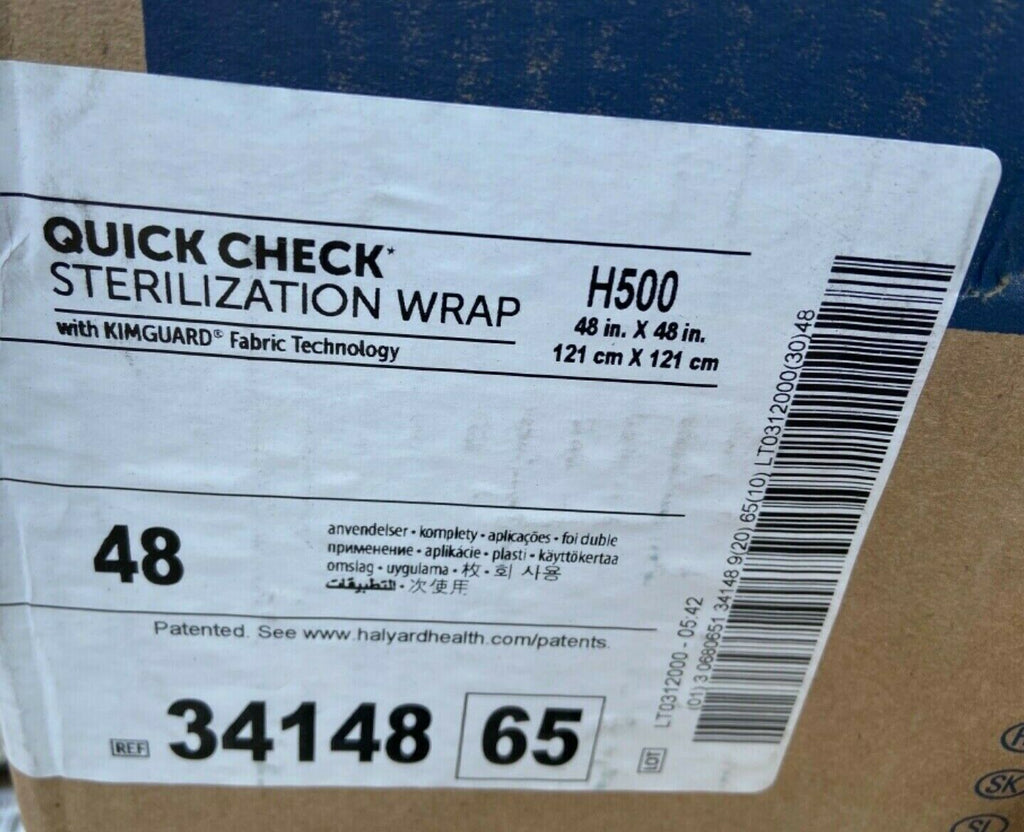 QUICK CHECK*
STERILIZATION WRAP
with KIMGUARD® Fabric Technology
H500
48 in. X 48 in.
121 cm X 121 cm
48
anvendelser • komplety • aplicações • foi duble
применение • aplikácie • plasti • käyttökertaa
omslag • uygulama • 枚 • 회 사용
التطبيقات • 次使用
Patented. See www.halyardhealth.com/patents.
REF 34148 65
LOT LT0312000 - 05:42
(01) 3 0680651 34148 9(20) 65(10) LT0312000(30)48
SK
SL